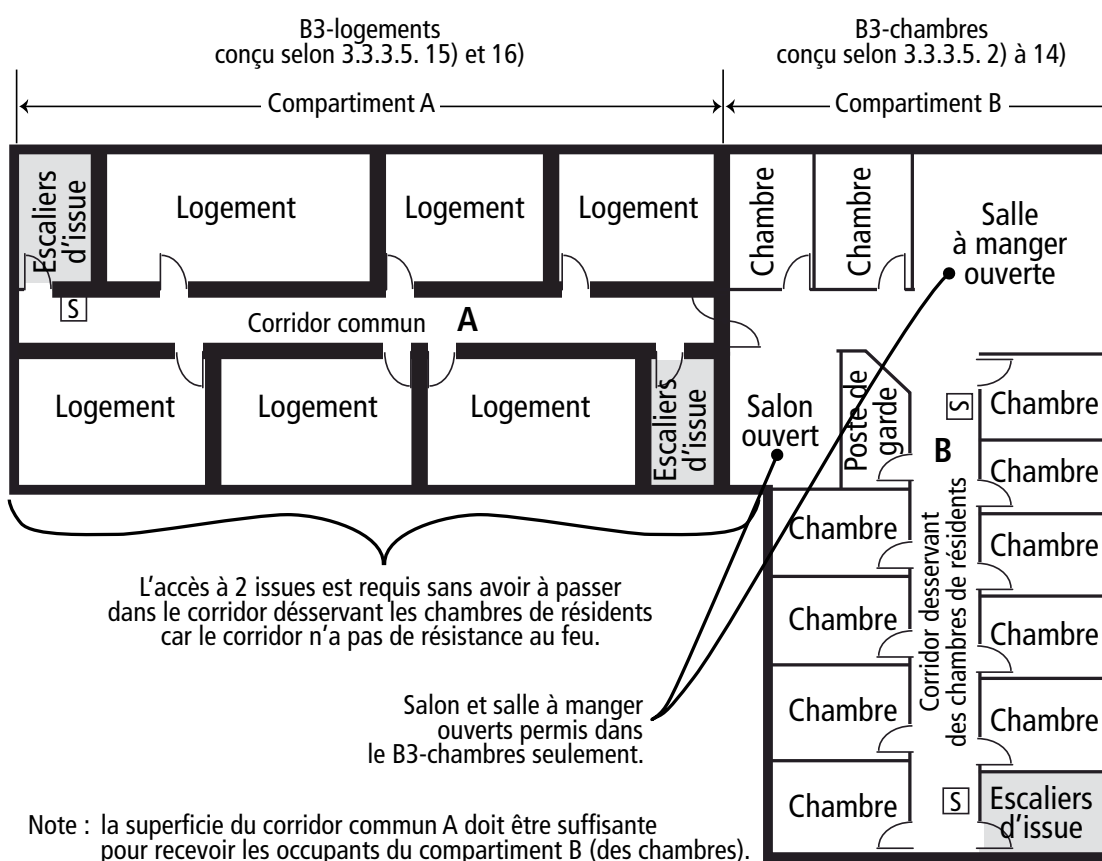 B3-logements
conçu selon 3.3.3.5. 15) et 16)
B3-chambres
conçu selon 3.3.3.5. 2) à 14)
Compartiment A
Compartiment B
Escaliers
d'issue
Logement
Logement
Logement
Chambre
Chambre
Salle
à manger
ouverte
S
Corridor commun A
Logement
Logement
Logement
Escaliers
d'issue
Salon
ouvert
Poste de
garde
S
B
Chambre
Chambre
Chambre
Chambre
Chambre
Corridor desservant
des chambres de résidents
Chambre
Chambre
Chambre
Chambre
S
Escaliers
d'issue
L'accès à 2 issues est requis sans avoir à passer
dans le corridor désservant les chambres de résidents
car le corridor n'a pas de résistance au feu.
Salon et salle à manger
ouverts permis dans
le B3-chambres seulement.
Note : la superficie du corridor commun A doit être suffisante
pour recevoir les occupants du compartiment B (des chambres).